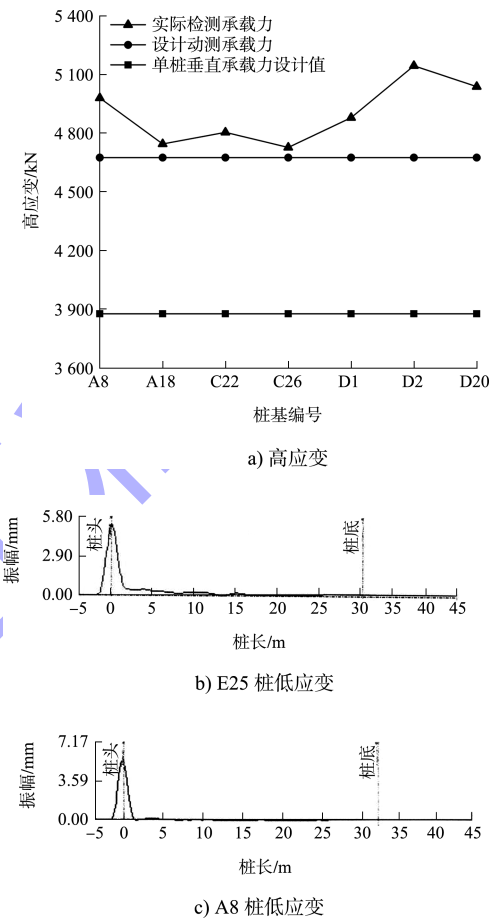 5 400
实际检测承载力
设计动测承载力
单桩垂直承载力设计值
5 100
4 800
4 500
4 200
3 900
3 600
高应变/kN
A8 A18 C22 C26 D1 D2 D20
桩基编号
a) 高应变
5.80
2.90
0.00
振幅/mm
桩头
桩底
-5 0 5 10 15 20 25 30 35 40 45
桩长/m
b) E25 桩低应变
7.17
3.59
0.00
振幅/mm
桩头
桩底
-5 0 5 10 15 20 25 30 35 40 45
桩长/m
c) A8 桩低应变